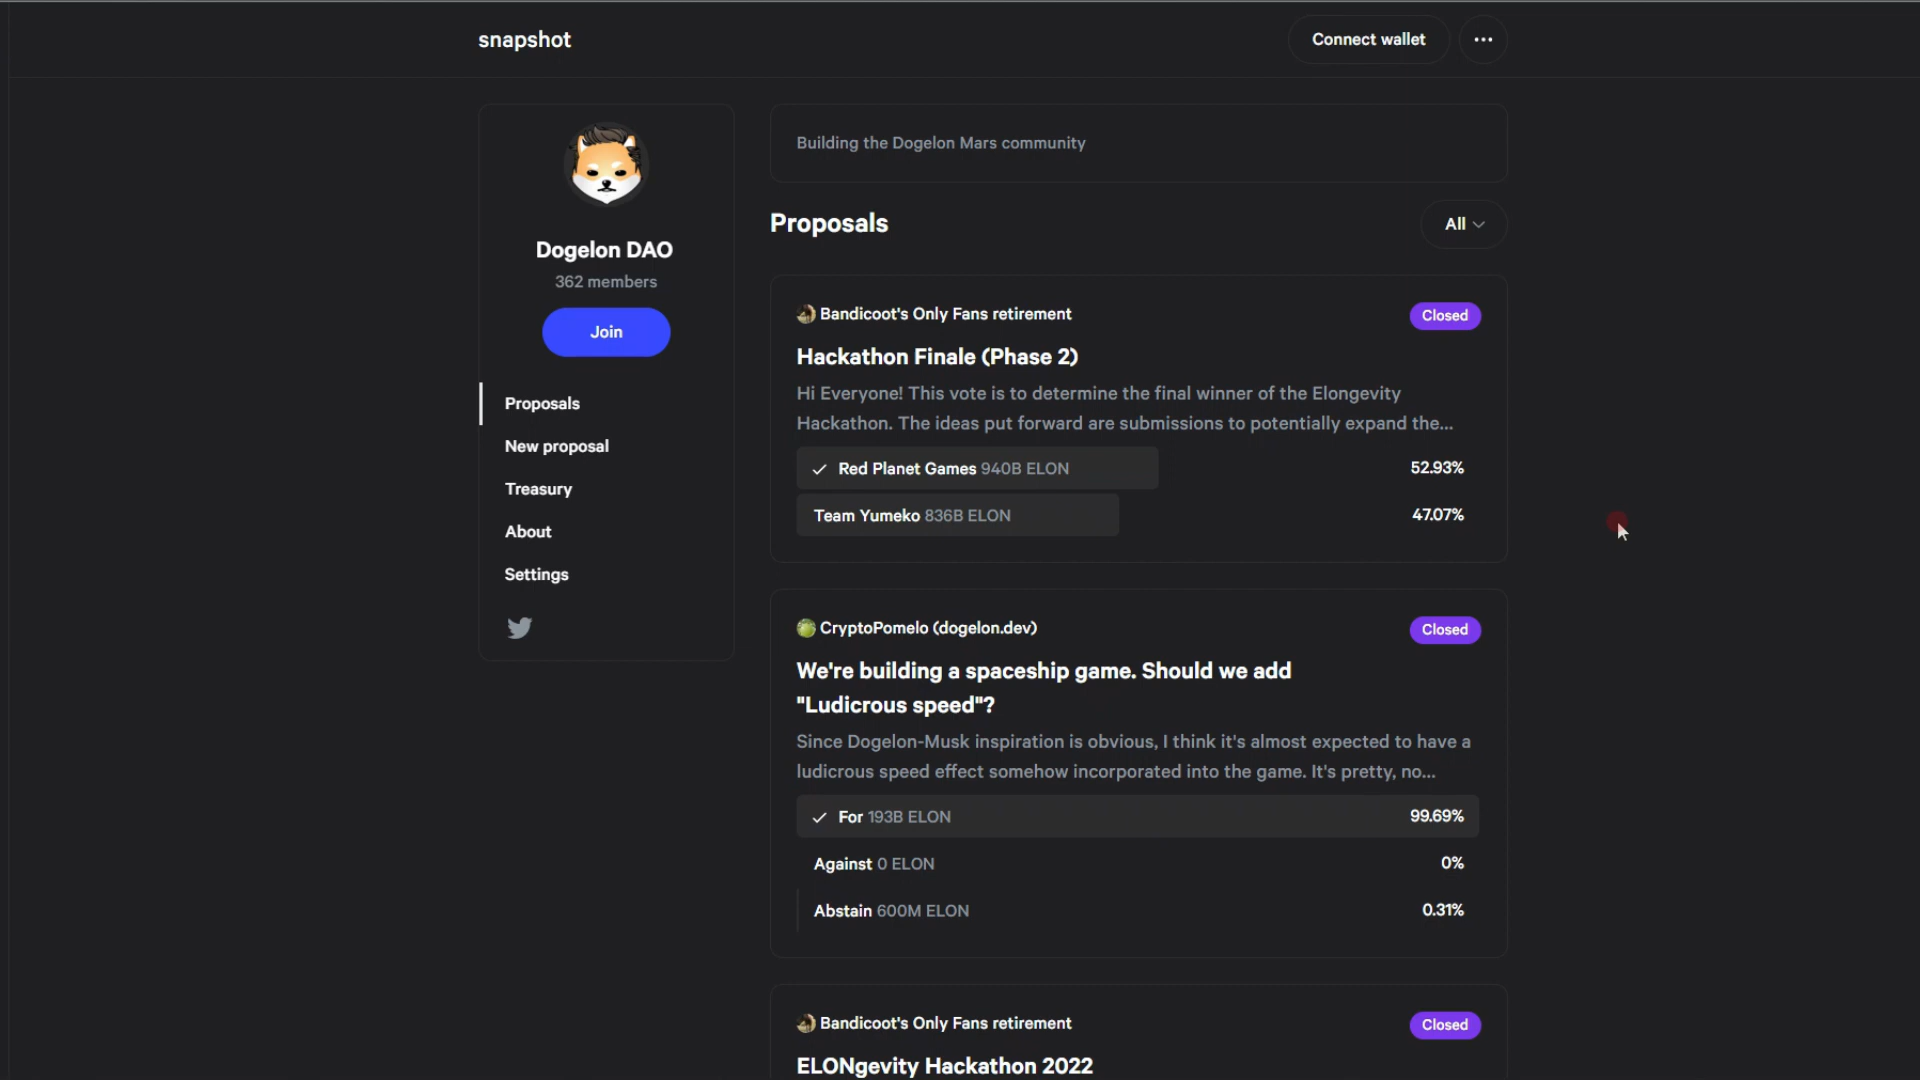 snapshot
Connect wallet
Dogelon DAO
362 members
Join
Proposals
New proposal
Treasury
About
Settings
Building the Dogelon Mars community
Proposals
All
Bandicoot's Only Fans retirement
Closed
Hackathon Finale (Phase 2)
Hi Everyone! This vote is to determine the final winner of the Elongevity
Hackathon. The ideas put forward are submissions to potentially expand the...
Red Planet Games 940B ELON 52.93%
Team Yumeko 836B ELON 47.07%
CryptoPomelo (dogelon.dev)
Closed
We're building a spaceship game. Should we add
"Ludicrous speed"?
Since Dogelon-Musk inspiration is obvious, I think it's almost expected to have a
ludicrous speed effect somehow incorporated into the game. It's pretty, no...
For 193B ELON 99.69%
Against 0 ELON 0%
Abstain 600M ELON 0.31%
Bandicoot's Only Fans retirement
Closed
ELONgevity Hackathon 2022